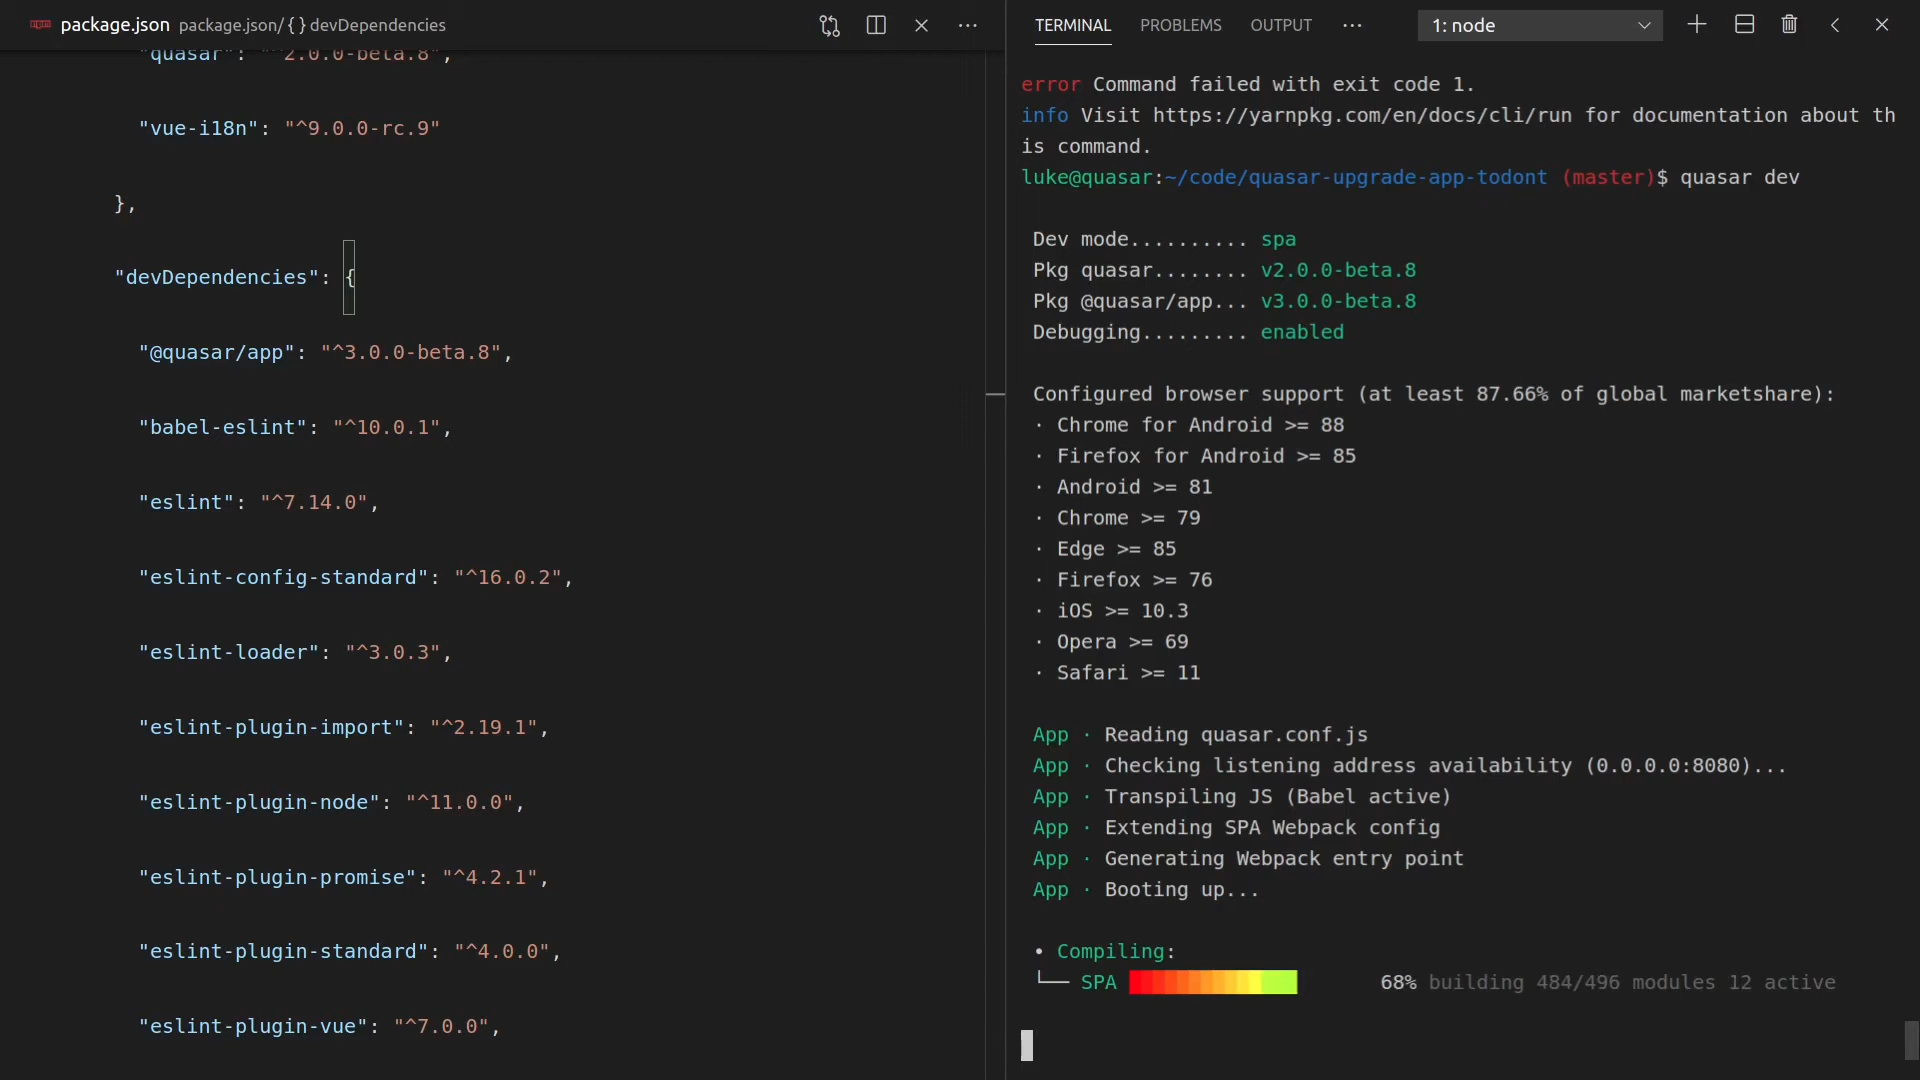 package.json package.json/{ } devDependencies
"quasar": "^2.0.0-beta.8",
"vue-i18n": "^9.0.0-rc.9"
},
"devDependencies": {
"@quasar/app": "^3.0.0-beta.8",
"babel-eslint": "^10.0.1",
"eslint": "^7.14.0",
"eslint-config-standard": "^16.0.2",
"eslint-loader": "^3.0.3",
"eslint-plugin-import": "^2.19.1",
"eslint-plugin-node": "^11.0.0",
"eslint-plugin-promise": "^4.2.1",
"eslint-plugin-standard": "^4.0.0",
"eslint-plugin-vue": "^7.0.0",
TERMINAL PROBLEMS OUTPUT ··· 1: node
error Command failed with exit code 1.
info Visit https://yarnpkg.com/en/docs/cli/run for documentation about th
is command.
luke@quasar:~/code/quasar-upgrade-app-todont (master)$ quasar dev
Dev mode.......... spa
Pkg quasar........ v2.0.0-beta.8
Pkg @quasar/app... v3.0.0-beta.8
Debugging......... enabled
Configured browser support (at least 87.66% of global marketshare):
· Chrome for Android >= 88
· Firefox for Android >= 85
· Android >= 81
· Chrome >= 79
· Edge >= 85
· Firefox >= 76
· iOS >= 10.3
· Opera >= 69
· Safari >= 11
App · Reading quasar.conf.js
App · Checking listening address availability (0.0.0.0:8080)...
App · Transpiling JS (Babel active)
App · Extending SPA Webpack config
App · Generating Webpack entry point
App · Booting up...
• Compiling:
└── SPA 68% building 484/496 modules 12 active